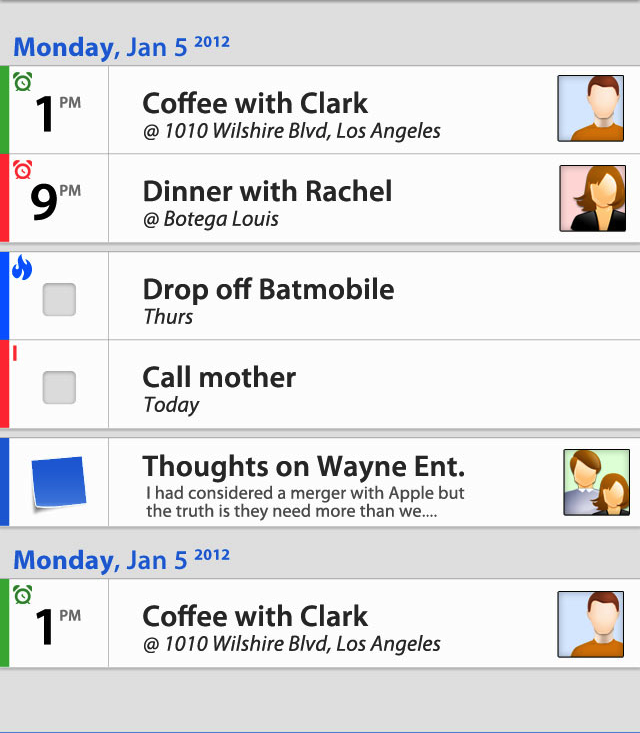 Monday, Jan 5 2012
1 PM
Coffee with Clark
@ 1010 Wilshire Blvd, Los Angeles
9 PM
Dinner with Rachel
@ Botega Louis
Drop off Batmobile
Thurs
Call mother
Today
Thoughts on Wayne Ent.
I had considered a merger with Apple but
the truth is they need more than we....
Monday, Jan 5 2012
1 PM
Coffee with Clark
@ 1010 Wilshire Blvd, Los Angeles